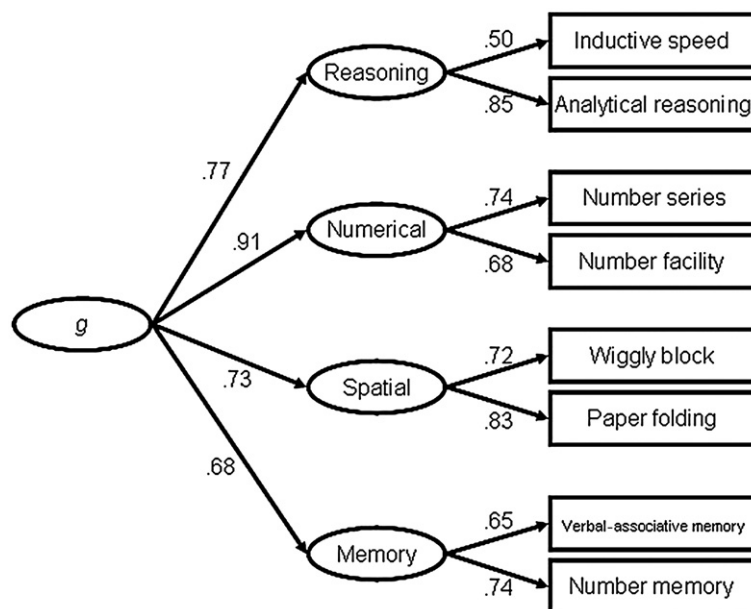 .50
Inductive speed
Reasoning
.85
Analytical reasoning
.77
.74
Number series
Numerical
.91
.68
Number facility
g
.72
Wiggly block
.73
Spatial
.83
Paper folding
.68
.65
Verbal-associative memory
Memory
.74
Number memory